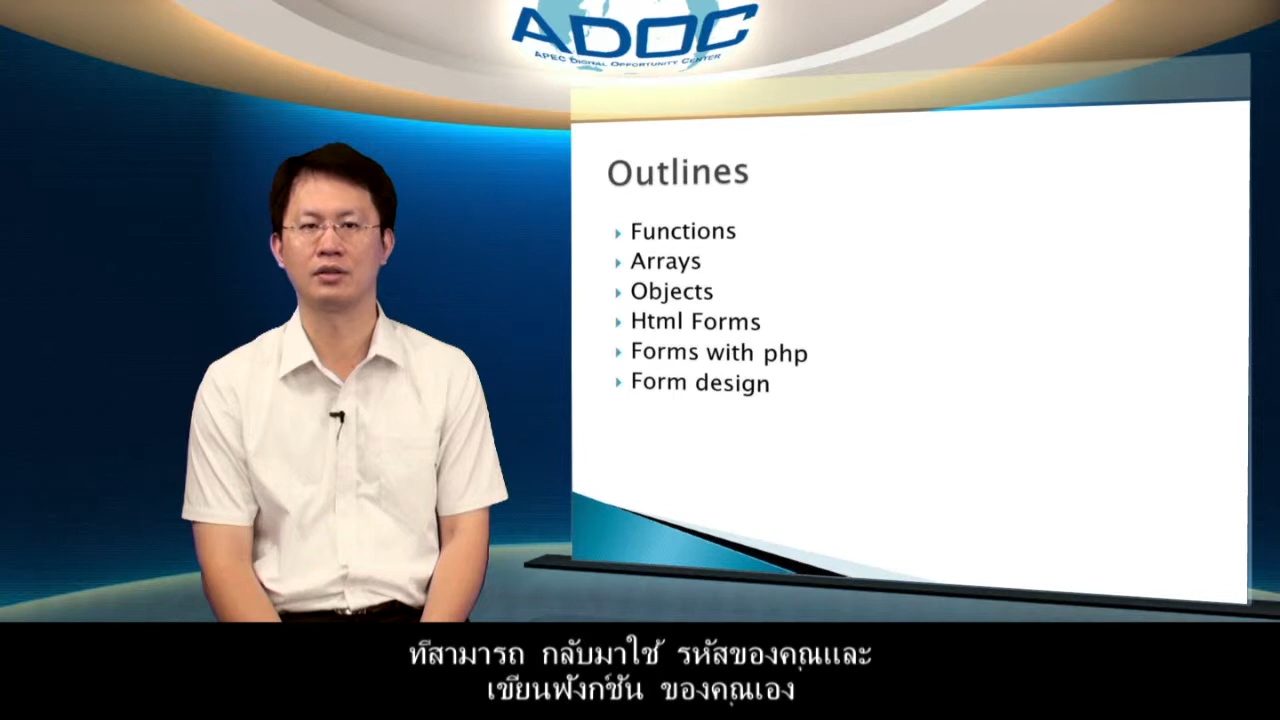 ADOC
APEC DIGITAL OPPORTUNITY CENTER
Outlines
Functions
Arrays
Objects
Html Forms
Forms with php
Form design
ที่สามารถ กลับมาใช้ รหัสของคุณและ
เขียนฟังก์ชัน ของคุณเอง